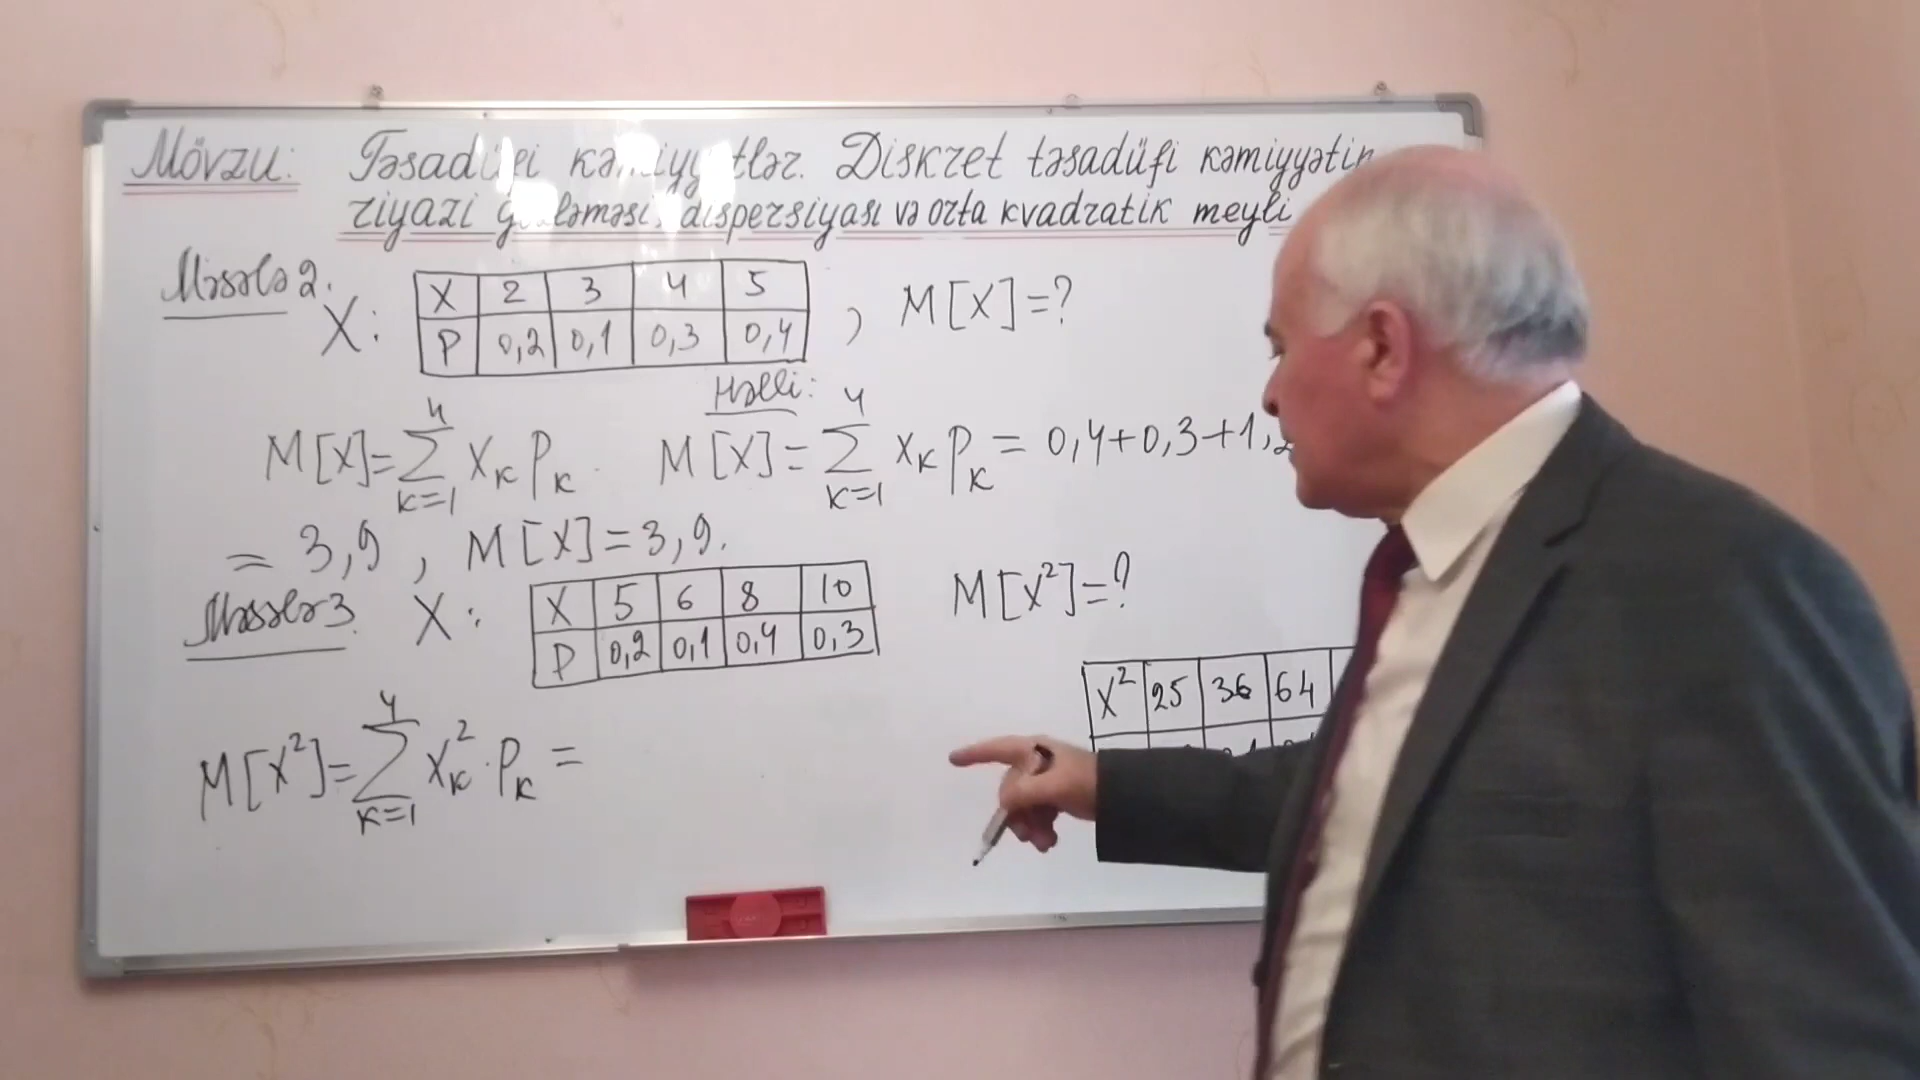 Mövzu: Təsadüfi kəmiyyətlər. Diskret təsadüfi kəmiyyətin
riyazi gözləməsi, dispersiyası və orta kvadratik meyli
Məsələ 2.
X: X 2 3 4 5 , M[X]=?
P 0,2 0,1 0,3 0,4
Həlli:
M[X]=∑ₖ₌₁⁴ xₖ pₖ. M[X]=∑ₖ₌₁⁴ xₖ pₖ = 0,4+0,3+1,2
= 3,9 , M[X]=3,9.
Məsələ 3. X: X 5 6 8 10 M[X²]=?
P 0,2 0,1 0,4 0,3
X² 25 36 64
M[X²]=∑ₖ₌₁⁴ xₖ² · pₖ =